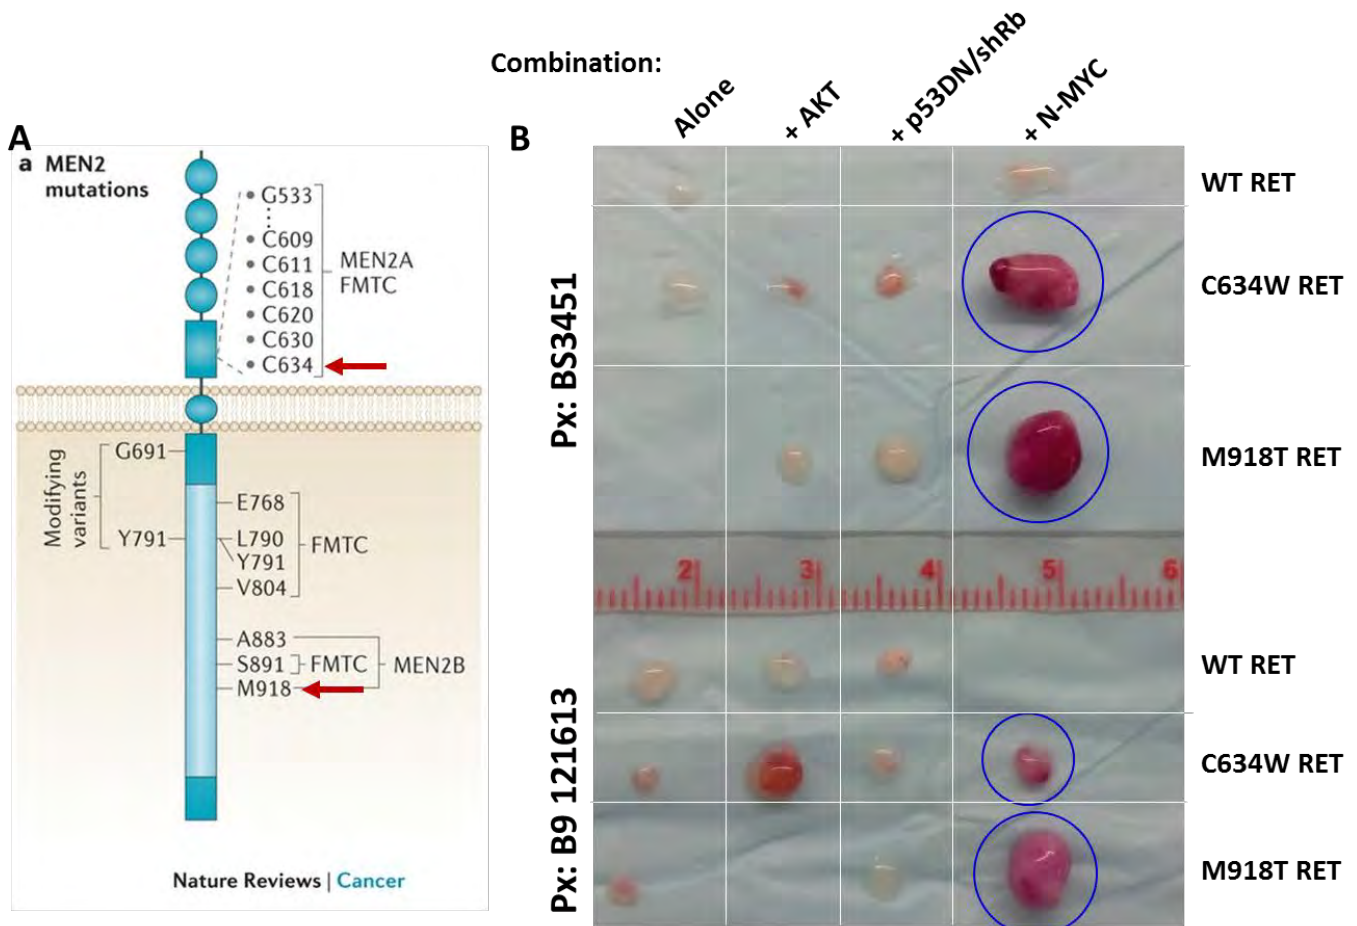 Combination:
Alone
+ AKT
+ p53DN/shRb
+ N-MYC
A
a MEN2
mutations
G533
C609
C611
C618
C620
C630
C634
MEN2A
FMTC
G691
Y791
Modifying
variants
E768
L790
Y791
V804
FMTC
A883
S891
FMTC
M918
MEN2B
Nature Reviews | Cancer
B
Px: BS3451
WT RET
C634W RET
M918T RET
2 3 4 5 6
Px: B9 121613
WT RET
C634W RET
M918T RET